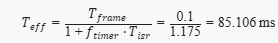 T_eff = T_frame / (1 + f_timer · T_isr) = 0.1 / 1.175 = 85.106 ms